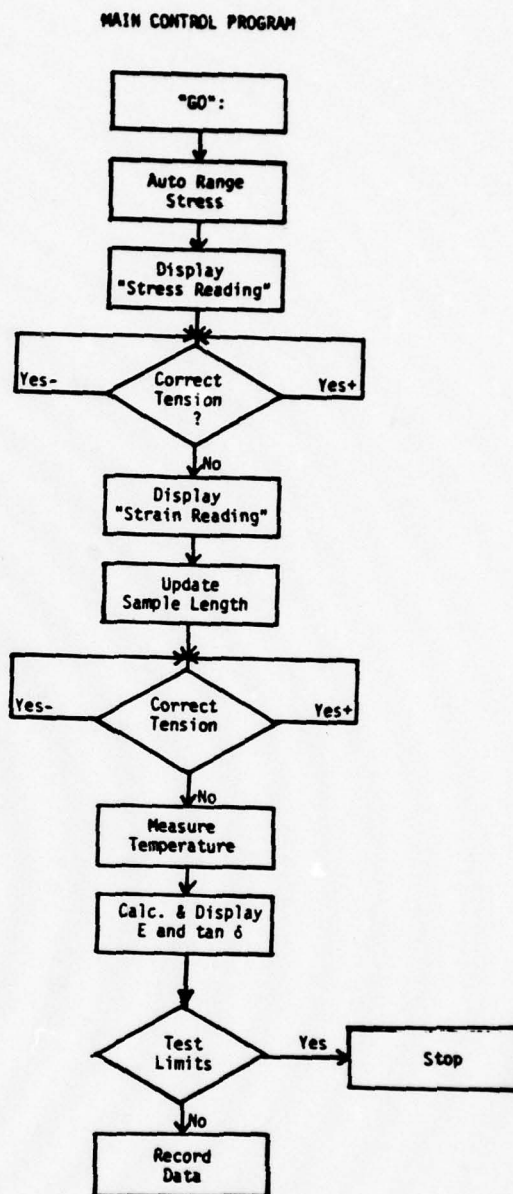 MAIN CONTROL PROGRAM
"GO":
Auto Range
Stress
Display
"Stress Reading"
Yes-
Correct
Tension
?
Yes+
No
Display
"Strain Reading"
Update
Sample Length
Yes-
Correct
Tension
Yes+
No
Measure
Temperature
Calc. & Display
E and tan δ
Test
Limits
Yes
Stop
No
Record
Data